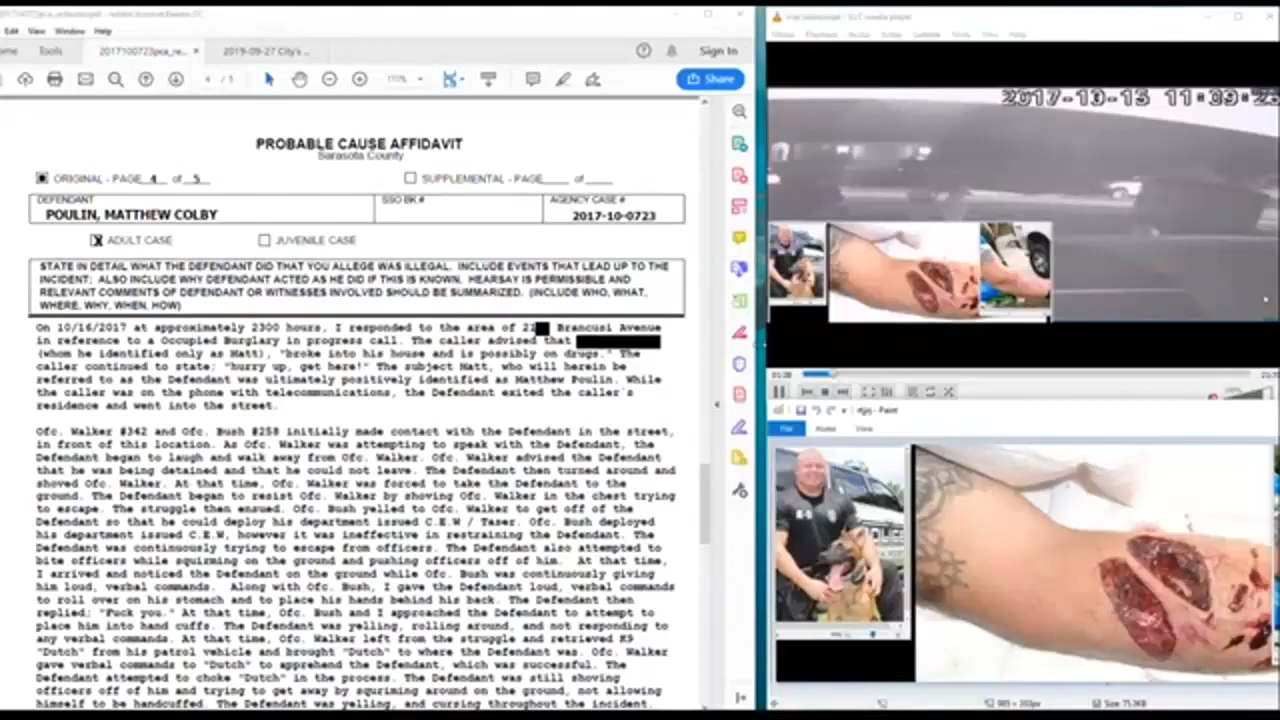 Edit View Window Help
Tools
2017100723pca_re... ×
2019-09-27 City's ...
Sign In
4 / 5
Share
PROBABLE CAUSE AFFIDAVIT
Sarasota County
ORIGINAL - PAGE 4 of 5
SUPPLEMENTAL - PAGE____ of ____
DEFENDANT
POULIN, MATTHEW COLBY
SSO BK #
AGENCY CASE #
2017-10-0723
X ADULT CASE
JUVENILE CASE
STATE IN DETAIL WHAT THE DEFENDANT DID THAT YOU ALLEGE WAS ILLEGAL. INCLUDE EVENTS THAT LEAD UP TO THE
INCIDENT; ALSO INCLUDE WHY DEFENDANT ACTED AS HE DID IF THIS IS KNOWN. HEARSAY IS PERMISSIBLE AND
RELEVANT COMMENTS OF DEFENDANT OR WITNESSES INVOLVED SHOULD BE SUMMARIZED. (INCLUDE WHO, WHAT,
WHERE, WHY, WHEN, HOW)
On 10/16/2017 at approximately 2300 hours, I responded to the area of 21 Brancusi Avenue
in reference to a Occupied Burglary in progress call. The caller advised that
(whom he identified only as Matt), "broke into his house and is possibly on drugs." The
caller continued to state; "hurry up, get here!" The subject Matt, who will herein be
referred to as the Defendant was ultimately positively identified as Matthew Poulin. While
the caller was on the phone with telecommunications, the Defendant exited the caller's
residence and went into the street.
Ofc. Walker #342 and Ofc. Bush #258 initially made contact with the Defendant in the street,
in front of this location. As Ofc. Walker was attempting to speak with the Defendant, the
Defendant began to laugh and walk away from Ofc. Walker. Ofc. Walker advised the Defendant
that he was being detained and that he could not leave. The Defendant then turned around and
shoved Ofc. Walker. At that time, Ofc. Walker was forced to take the Defendant to the
ground. The Defendant began to resist Ofc. Walker by shoving Ofc. Walker in the chest trying
to escape. The struggle then ensued. Ofc. Bush yelled to Ofc. Walker to get off of the
Defendant so that he could deploy his department issued C.E.W / Taser. Ofc. Bush deployed
his department issued C.E.W, however it was ineffective in restraining the Defendant. The
Defendant was continuously trying to escape from officers. The Defendant also attempted to
bite officers while squirming on the ground and pushing officers off of him. At that time,
I arrived and noticed the Defendant on the ground while Ofc. Bush was continuously giving
him loud, verbal commands. Along with Ofc. Bush, I gave the Defendant loud, verbal commands
to roll over on his stomach and to place his hands behind his back. The Defendant then
replied; "Fuck you." At that time, Ofc. Bush and I approached the Defendant to attempt to
place him into hand cuffs. The Defendant was yelling, rolling around, and not responding to
any verbal commands. At that time, Ofc. Walker left from the struggle and retrieved K9
"Dutch" from his patrol vehicle and brought "Dutch" to where the Defendant was. Ofc. Walker
gave verbal commands to "Dutch" to apprehend the Defendant, which was successful. The
Defendant attempted to choke "Dutch" in the process. The Defendant was still shoving
officers off of him and trying to get away by squriming around on the ground, not allowing
himself to be handcuffed. The Defendant was yelling, and cursing throughout the incident.
VLC media player
2017-10-15 11:39:2
- Paint
File Home View